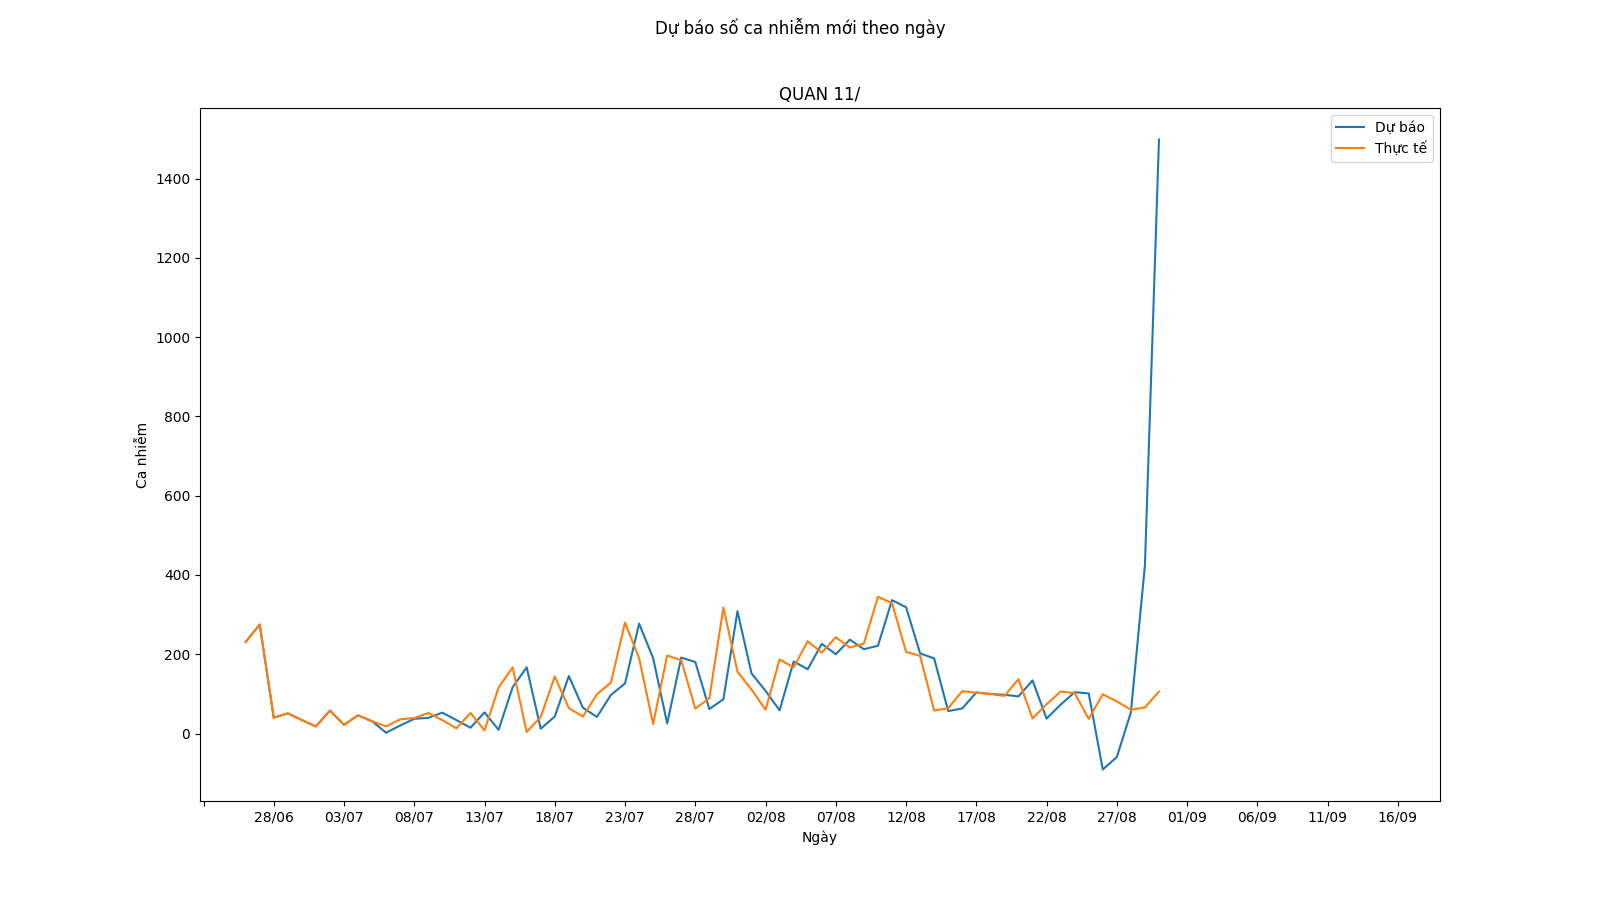 Dự báo số ca nhiễm mới theo ngày
QUAN 11/
Dự báo
Thực tế
1400
1200
1000
800
600
400
200
0
Ca nhiễm
28/06 03/07 08/07 13/07 18/07 23/07 28/07 02/08 07/08 12/08 17/08 22/08 27/08 01/09 06/09 11/09 16/09
Ngày